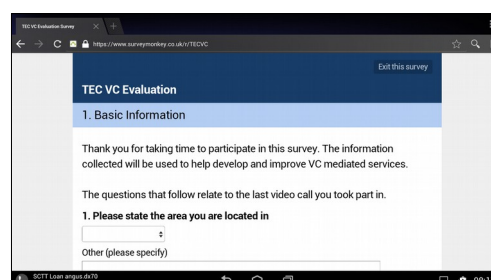 TEC VC Evaluation Survey
https://www.surveymonkey.co.uk/r/TECVC
Exit this survey
TEC VC Evaluation
1. Basic Information
Thank you for taking time to participate in this survey. The information
collected will be used to help develop and improve VC mediated services.
The questions that follow relate to the last video call you took part in.
1. Please state the area you are located in
Other (please specify)
SCTT Loan angus.dx70